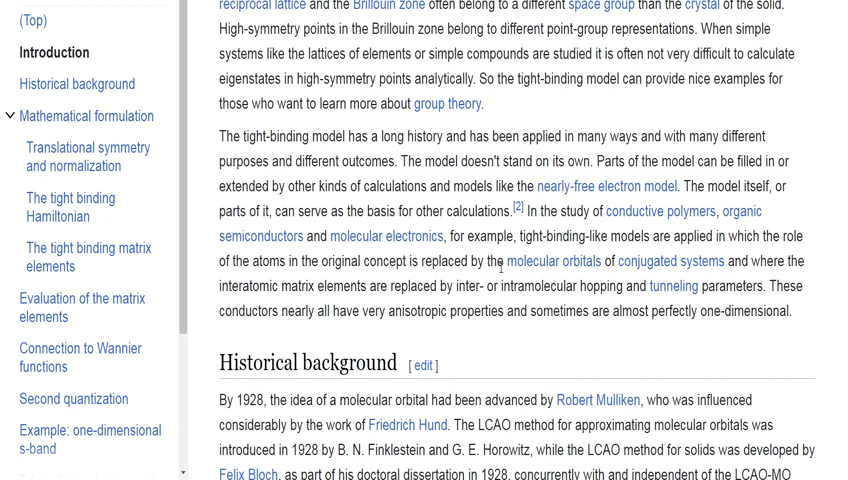 (Top)
Introduction
Historical background
Mathematical formulation
Translational symmetry
and normalization
The tight binding
Hamiltonian
The tight binding matrix
elements
Evaluation of the matrix
elements
Connection to Wannier
functions
Second quantization
Example: one-dimensional
s-band
reciprocal lattice and the Brillouin zone often belong to a different space group than the crystal of the solid.
High-symmetry points in the Brillouin zone belong to different point-group representations. When simple
systems like the lattices of elements or simple compounds are studied it is often not very difficult to calculate
eigenstates in high-symmetry points analytically. So the tight-binding model can provide nice examples for
those who want to learn more about group theory.
The tight-binding model has a long history and has been applied in many ways and with many different
purposes and different outcomes. The model doesn't stand on its own. Parts of the model can be filled in or
extended by other kinds of calculations and models like the nearly-free electron model. The model itself, or
parts of it, can serve as the basis for other calculations.[2] In the study of conductive polymers, organic
semiconductors and molecular electronics, for example, tight-binding-like models are applied in which the role
of the atoms in the original concept is replaced by the molecular orbitals of conjugated systems and where the
interatomic matrix elements are replaced by inter- or intramolecular hopping and tunneling parameters. These
conductors nearly all have very anisotropic properties and sometimes are almost perfectly one-dimensional.
Historical background [ edit ]
By 1928, the idea of a molecular orbital had been advanced by Robert Mulliken, who was influenced
considerably by the work of Friedrich Hund. The LCAO method for approximating molecular orbitals was
introduced in 1928 by B. N. Finklestein and G. E. Horowitz, while the LCAO method for solids was developed by
Felix Bloch, as part of his doctoral dissertation in 1928, concurrently with and independent of the LCAO-MO